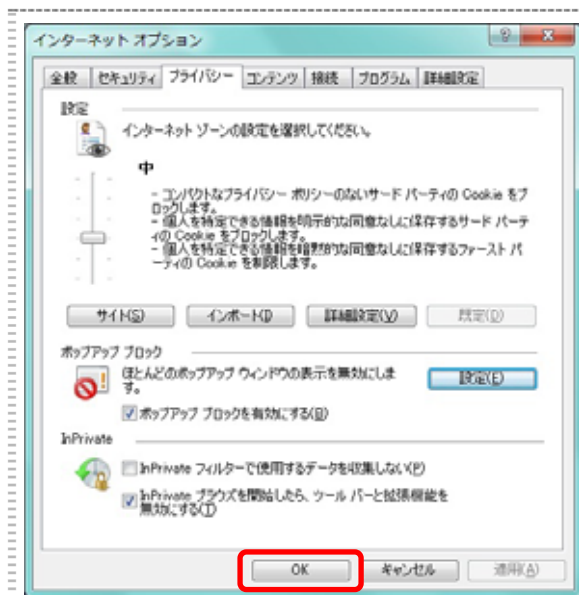 インターネット オプション
全般 セキュリティ プライバシー コンテンツ 接続 プログラム 詳細設定
設定
インターネット ゾーンの設定を選択してください。
中
- コンパクトなプライバシー ポリシーのないサード パーティの Cookie をブ
ロックします。
- 個人を特定できる情報を明示的な同意なしに保存するサード パーテ
ィの Cookie をブロックします。
- 個人を特定できる情報を暗黙的な同意なしに保存するファースト パ
ーティの Cookie を制限します。
サイト(S) インポート(I) 詳細設定(V) 既定(D)
ポップアップ ブロック
ほとんどのポップアップ ウィンドウの表示を無効にしま
す。
設定(E)
ポップアップ ブロックを有効にする(B)
InPrivate
InPrivate フィルターで使用するデータを収集しない(P)
InPrivate ブラウズを開始したら、ツール バーと拡張機能を
無効にする(T)
OK キャンセル 適用(A)